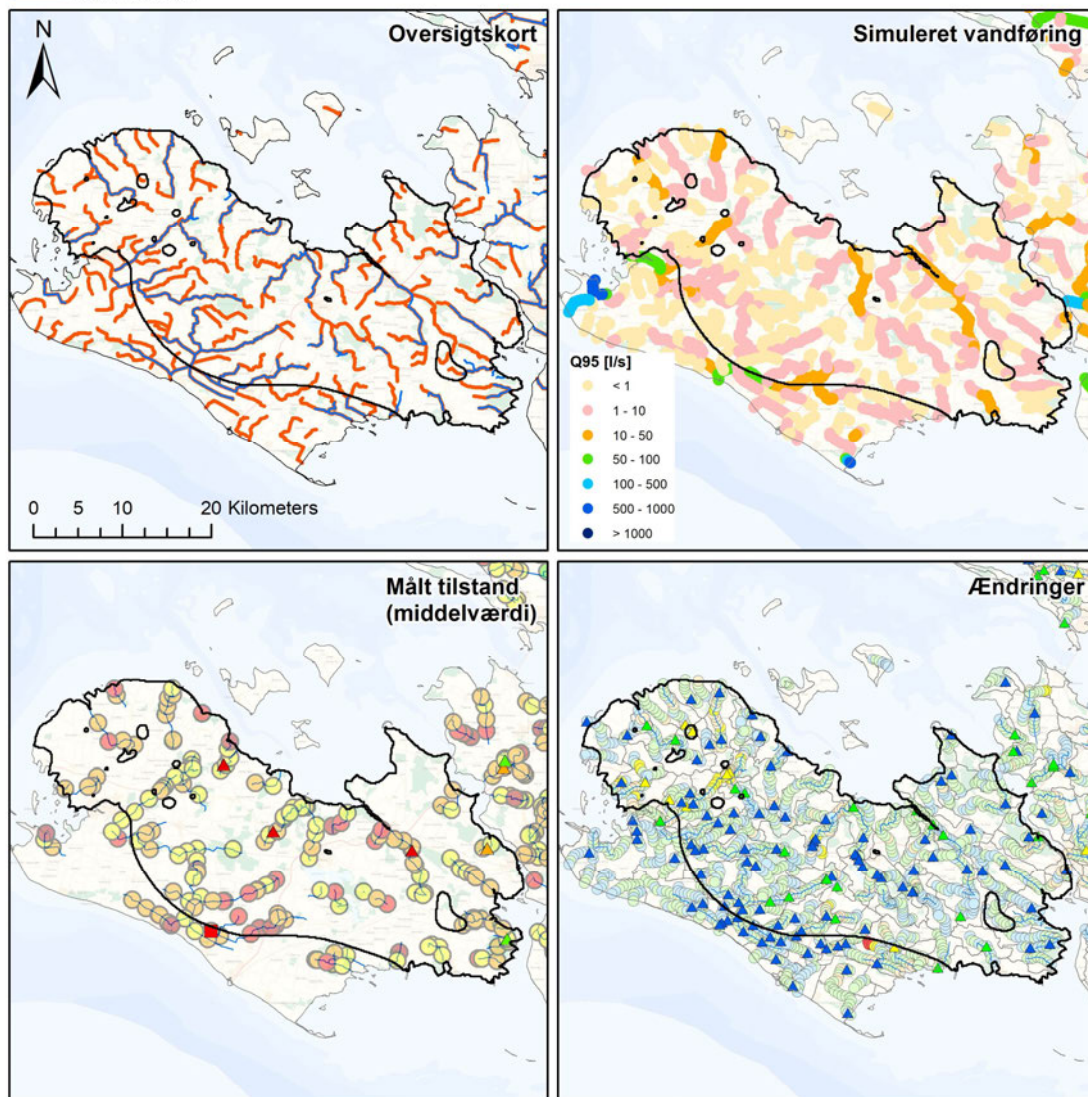 N
Oversigtskort
0 5 10 20 Kilometers
Simuleret vandføring
Q95 [l/s]
< 1
1 - 10
10 - 50
50 - 100
100 - 500
500 - 1000
> 1000
Målt tilstand
(middelværdi)
Ændringer